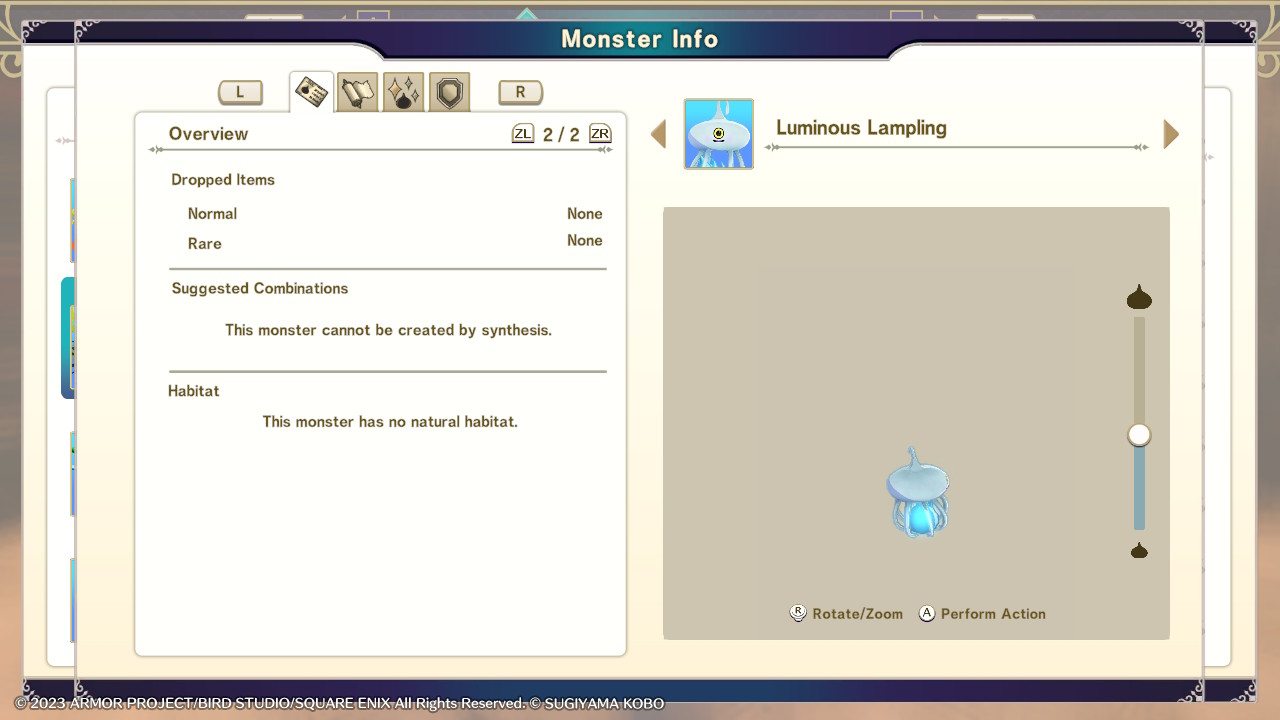 Monster Info
L
R
Overview
ZL 2 / 2 ZR
Luminous Lampling
Dropped Items
Normal None
Rare None
Suggested Combinations
This monster cannot be created by synthesis.
Habitat
This monster has no natural habitat.
R Rotate/Zoom A Perform Action
© 2023 ARMOR PROJECT/BIRD STUDIO/SQUARE ENIX All Rights Reserved. © SUGIYAMA KOBO